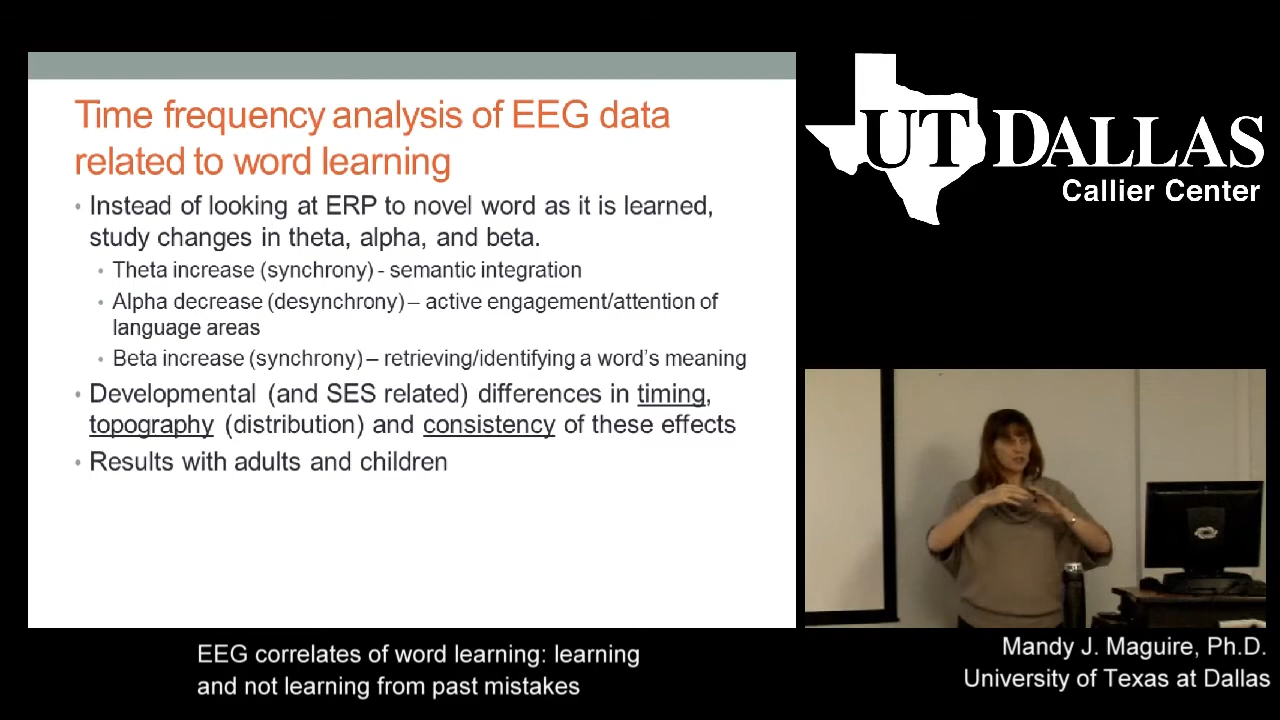 Time frequency analysis of EEG data
related to word learning
• Instead of looking at ERP to novel word as it is learned,
study changes in theta, alpha, and beta.
• Theta increase (synchrony) - semantic integration
• Alpha decrease (desynchrony) – active engagement/attention of
language areas
• Beta increase (synchrony) – retrieving/identifying a word's meaning
• Developmental (and SES related) differences in timing,
topography (distribution) and consistency of these effects
• Results with adults and children
UT DALLAS
Callier Center
EEG correlates of word learning: learning
and not learning from past mistakes
Mandy J. Maguire, Ph.D.
University of Texas at Dallas